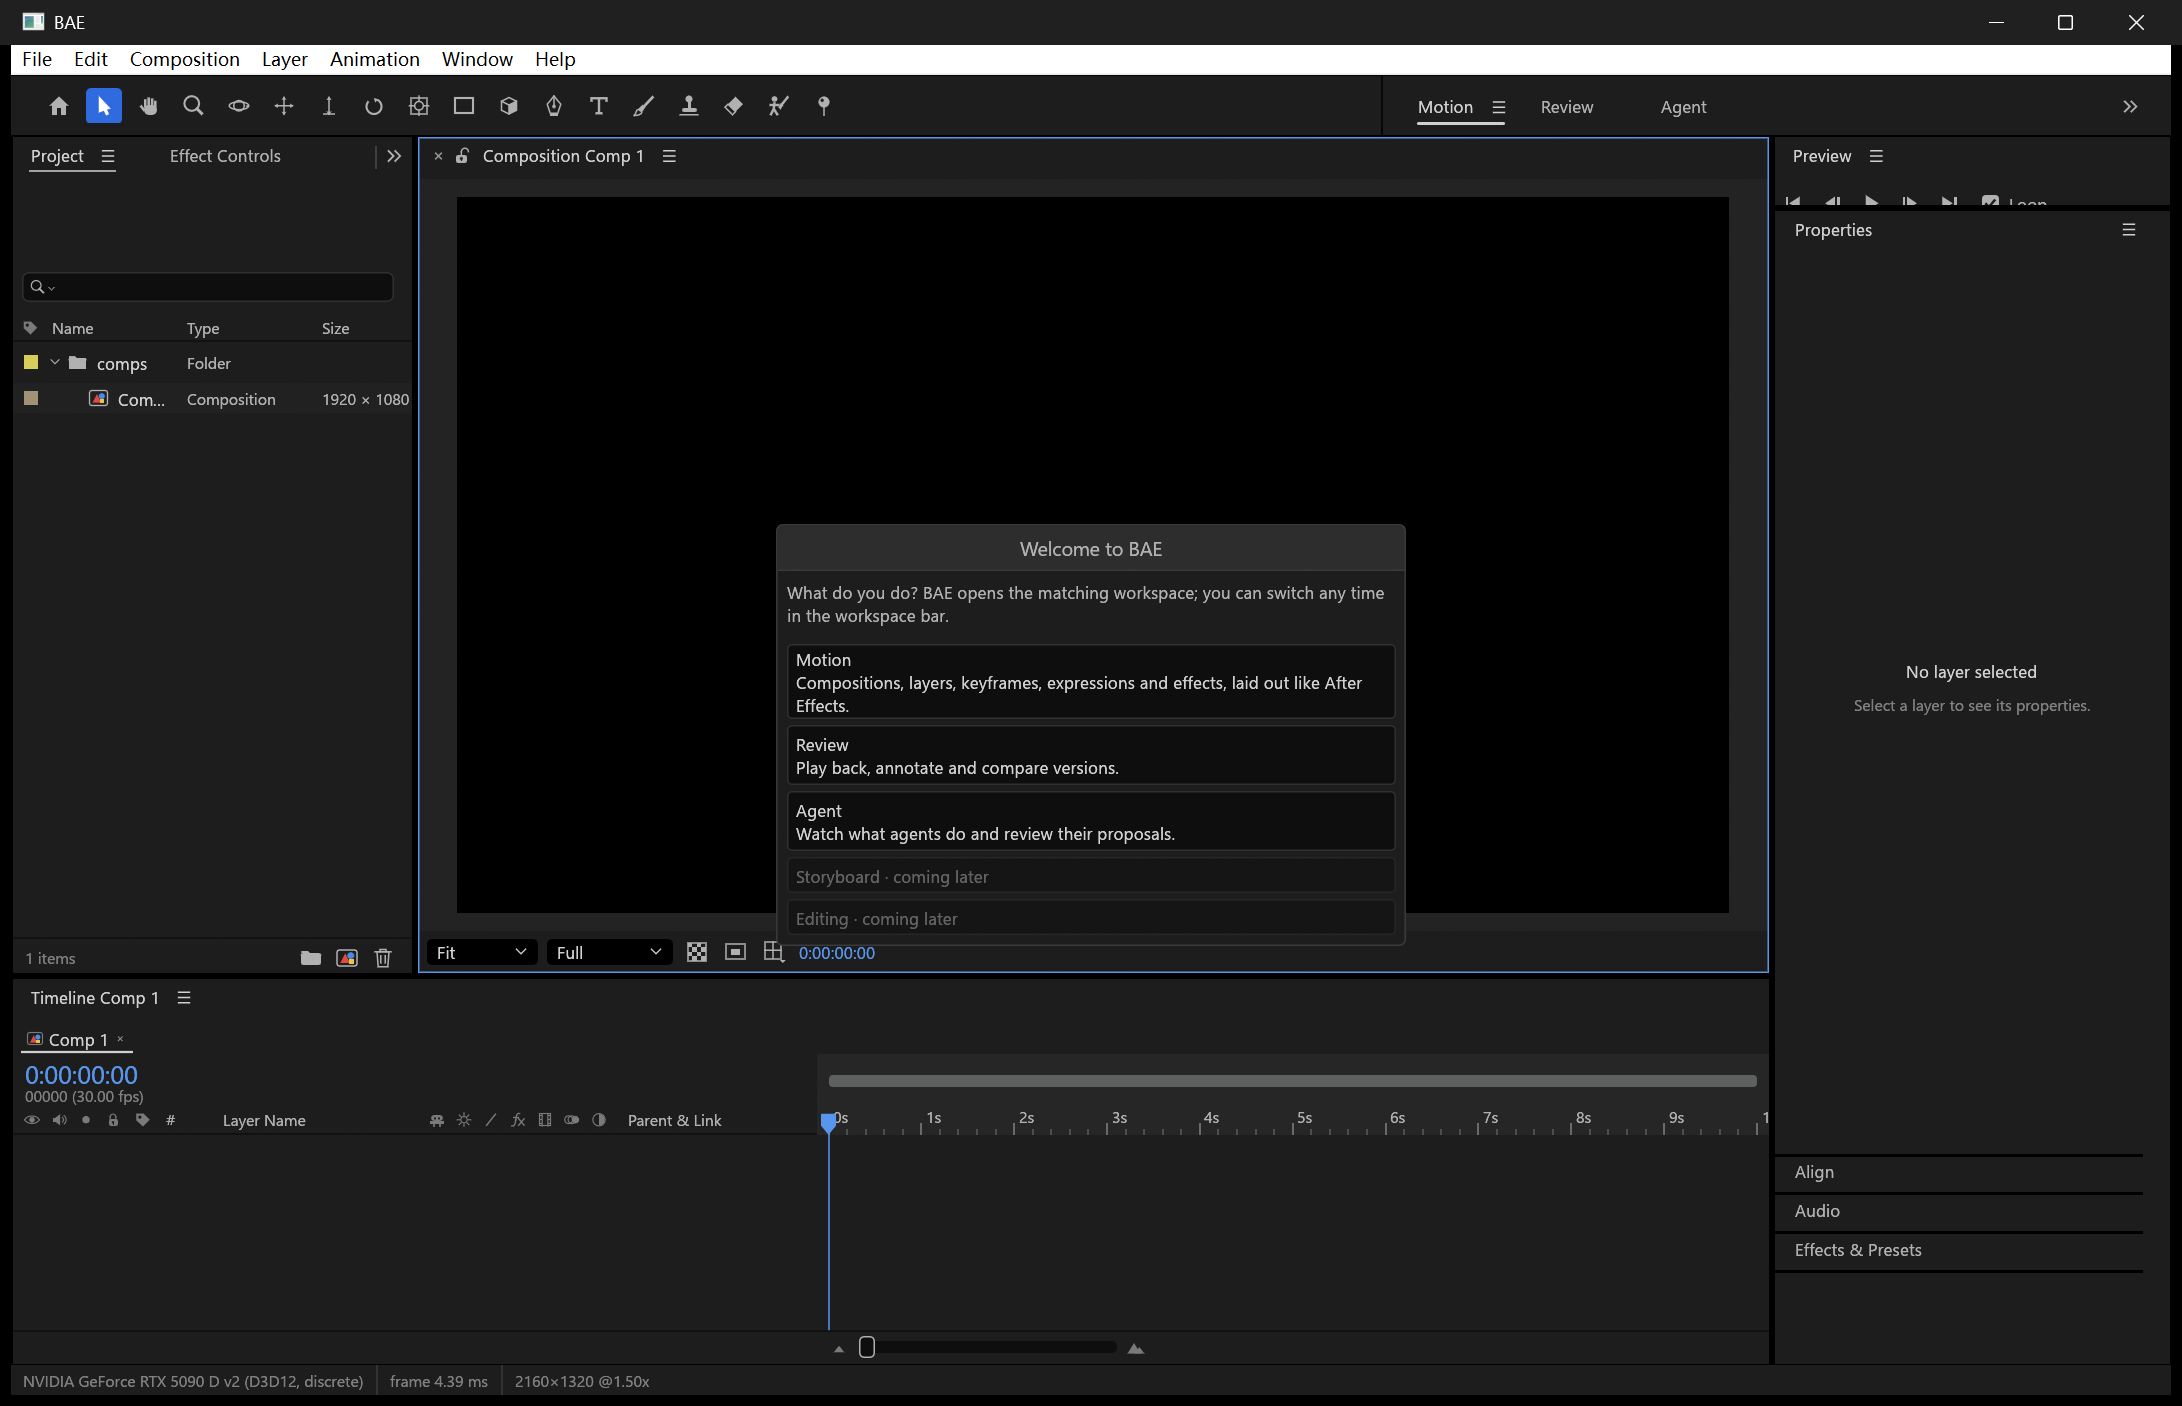 BAE
File Edit Composition Layer Animation Window Help
Motion Review Agent
Project Effect Controls
Composition Comp 1
Preview
Loop
Properties
Name Type Size
comps Folder
Com... Composition 1920 × 1080
Welcome to BAE
What do you do? BAE opens the matching workspace; you can switch any time
in the workspace bar.
Motion
Compositions, layers, keyframes, expressions and effects, laid out like After
Effects.
Review
Play back, annotate and compare versions.
Agent
Watch what agents do and review their proposals.
Storyboard · coming later
Editing · coming later
No layer selected
Select a layer to see its properties.
1 items
Fit Full 0:00:00:00
Timeline Comp 1
Comp 1
0:00:00:00
00000 (30.00 fps)
# Layer Name fx Parent & Link
0s 1s 2s 3s 4s 5s 6s 7s 8s 9s 1
Align
Audio
Effects & Presets
NVIDIA GeForce RTX 5090 D v2 (D3D12, discrete) frame 4.39 ms 2160×1320 @1.50x